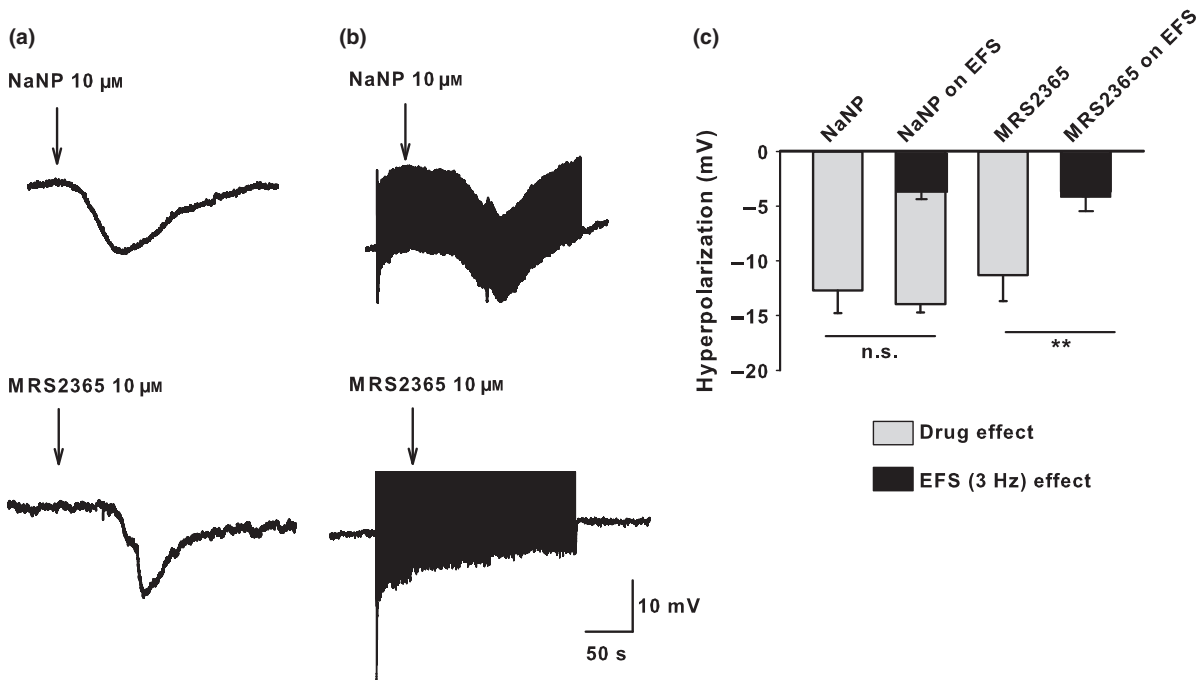 (a)
(b)
(c)
NaNP 10 µM
NaNP 10 µM
MRS2365 10 µM
MRS2365 10 µM
10 mV
50 s
NaNP
NaNP on EFS
MRS2365
MRS2365 on EFS
Hyperpolarization (mV)
0
−5
−10
−15
−20
n.s.
**
Drug effect
EFS (3 Hz) effect